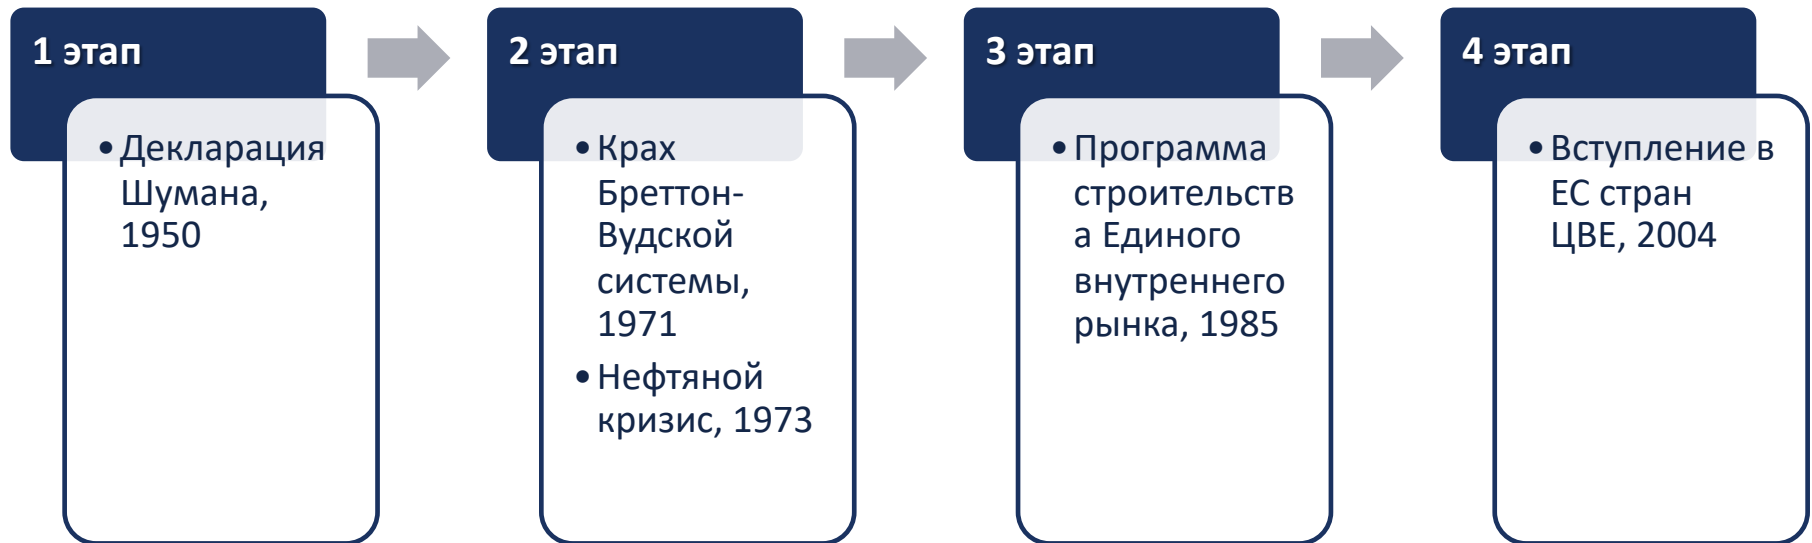 1 этап
• Декларация
Шумана,
1950
2 этап
• Крах
Бреттон-
Вудской
системы,
1971
• Нефтяной
кризис, 1973
3 этап
• Программа
строительств
а Единого
внутреннего
рынка, 1985
4 этап
• Вступление в
ЕС стран
ЦВЕ, 2004